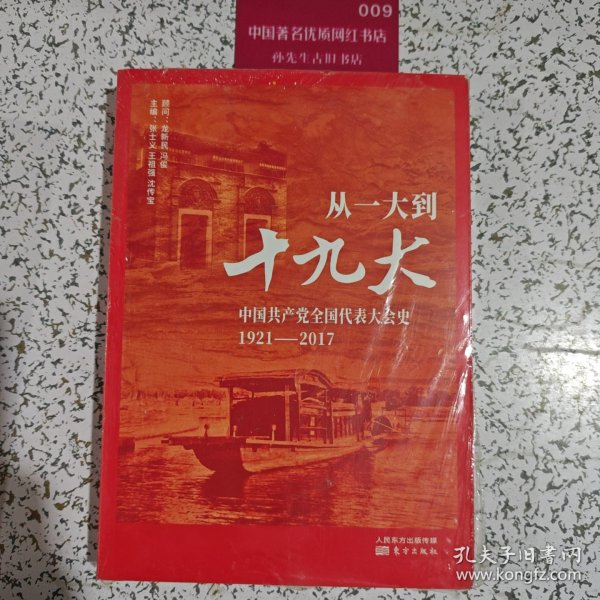 009
中国著名优质网红书店
孙先生古旧书店
顾问:龙新民 冯俊
主编:张士义 王祖强 沈传宝
从一大到
十九大
中国共产党全国代表大会史
1921—2017
人民东方出版传媒
东方出版社
孔夫子旧书网
www.kongfz.com